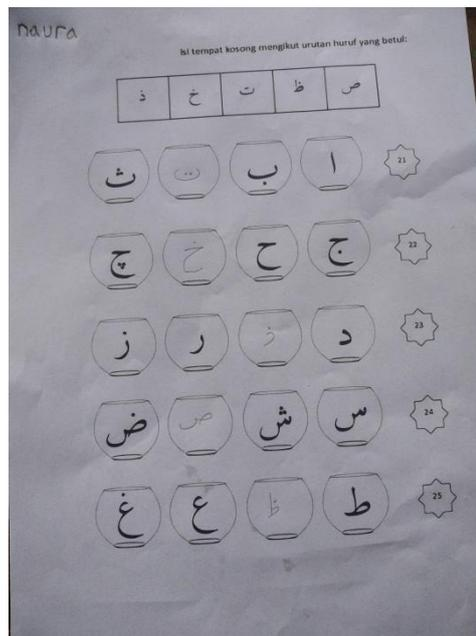 naura
Isi tempat kosong mengikut urutan huruf yang betul:
ص ظ ت خ ذ
21 ا ب ت ث
22 ج ح خ چ
23 د ذ ر ز
24 س ش ص ض
25 ط ظ ع غ